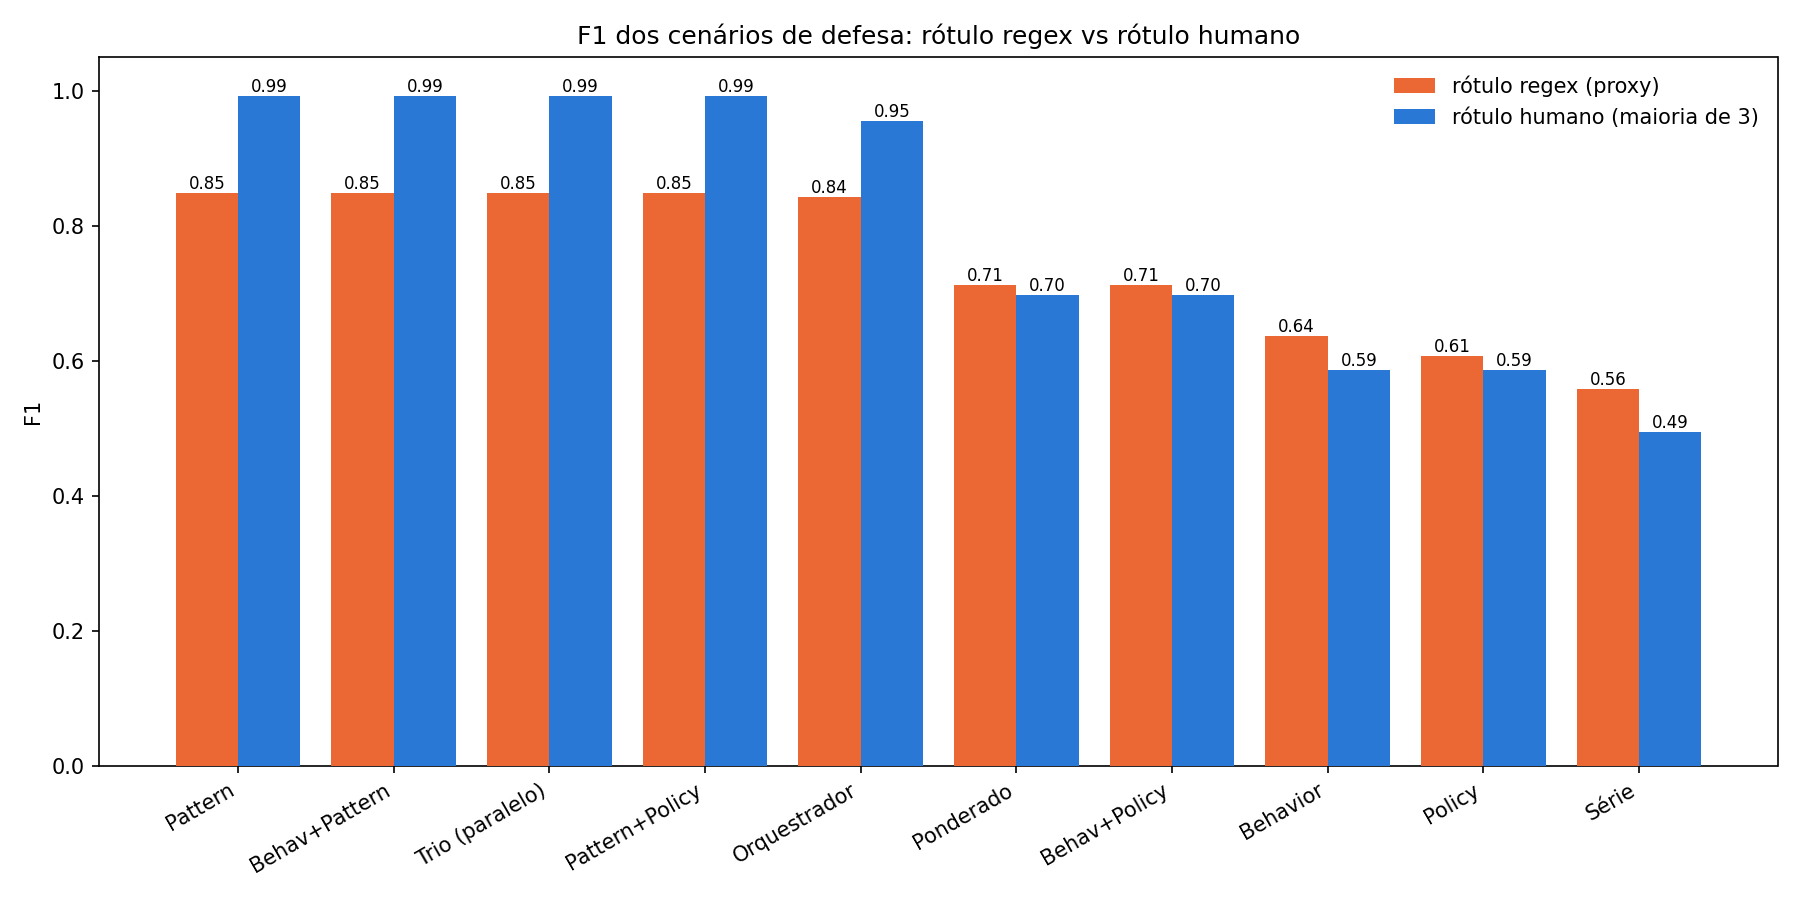 F1 dos cenários de defesa: rótulo regex vs rótulo humano
rótulo regex (proxy)
rótulo humano (maioria de 3)
F1
1.0
0.8
0.6
0.4
0.2
0.0
0.85 0.99
0.85 0.99
0.85 0.99
0.85 0.99
0.84 0.95
0.71 0.70
0.71 0.70
0.64 0.59
0.61 0.59
0.56 0.49
Pattern
Behav+Pattern
Trio (paralelo)
Pattern+Policy
Orquestrador
Ponderado
Behav+Policy
Behavior
Policy
Série